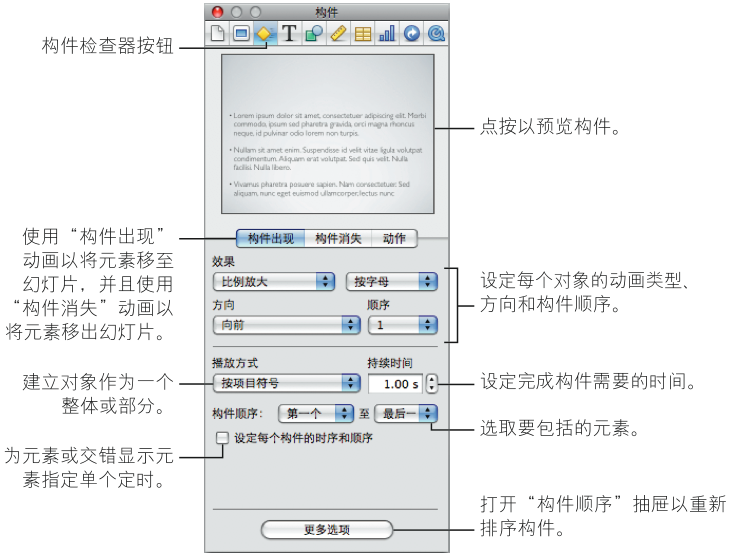 构件
构件检查器按钮
T
• Lorem ipsum dolor sit amet, consectetuer adipiscing elit. Morbi
commodo, ipsum sed pharetra gravida, orci magna rhoncus
neque, id pulvinar odio lorem non turpis.
• Nullam sit amet enim. Suspendisse id velit vitae ligula volutpat
condimentum. Aliquam erat volutpat. Sed quis velit. Nulla
facilisi. Nulla libero.
• Vivamus pharetra posuere sapien. Nam consectetuer. Sed
aliquam, nunc eget euismod ullamcorper, lectus nunc
点按以预览构件。
使用“构件出现”
动画以将元素移至
幻灯片，并且使用
“构件消失”动画以
将元素移出幻灯片。
构件出现 构件消失 动作
效果
比例放大 按字母
方向 顺序
向前 1
设定每个对象的动画类型、
方向和构件顺序。
播放方式 持续时间
按项目符号 1.00 s
建立对象作为一个
整体或部分。
设定完成构件需要的时间。
构件顺序： 第一个 至 最后一
选取要包括的元素。
设定每个构件的时序和顺序
为元素或交错显示元
素指定单个定时。
更多选项
打开“构件顺序”抽屉以重新
排序构件。